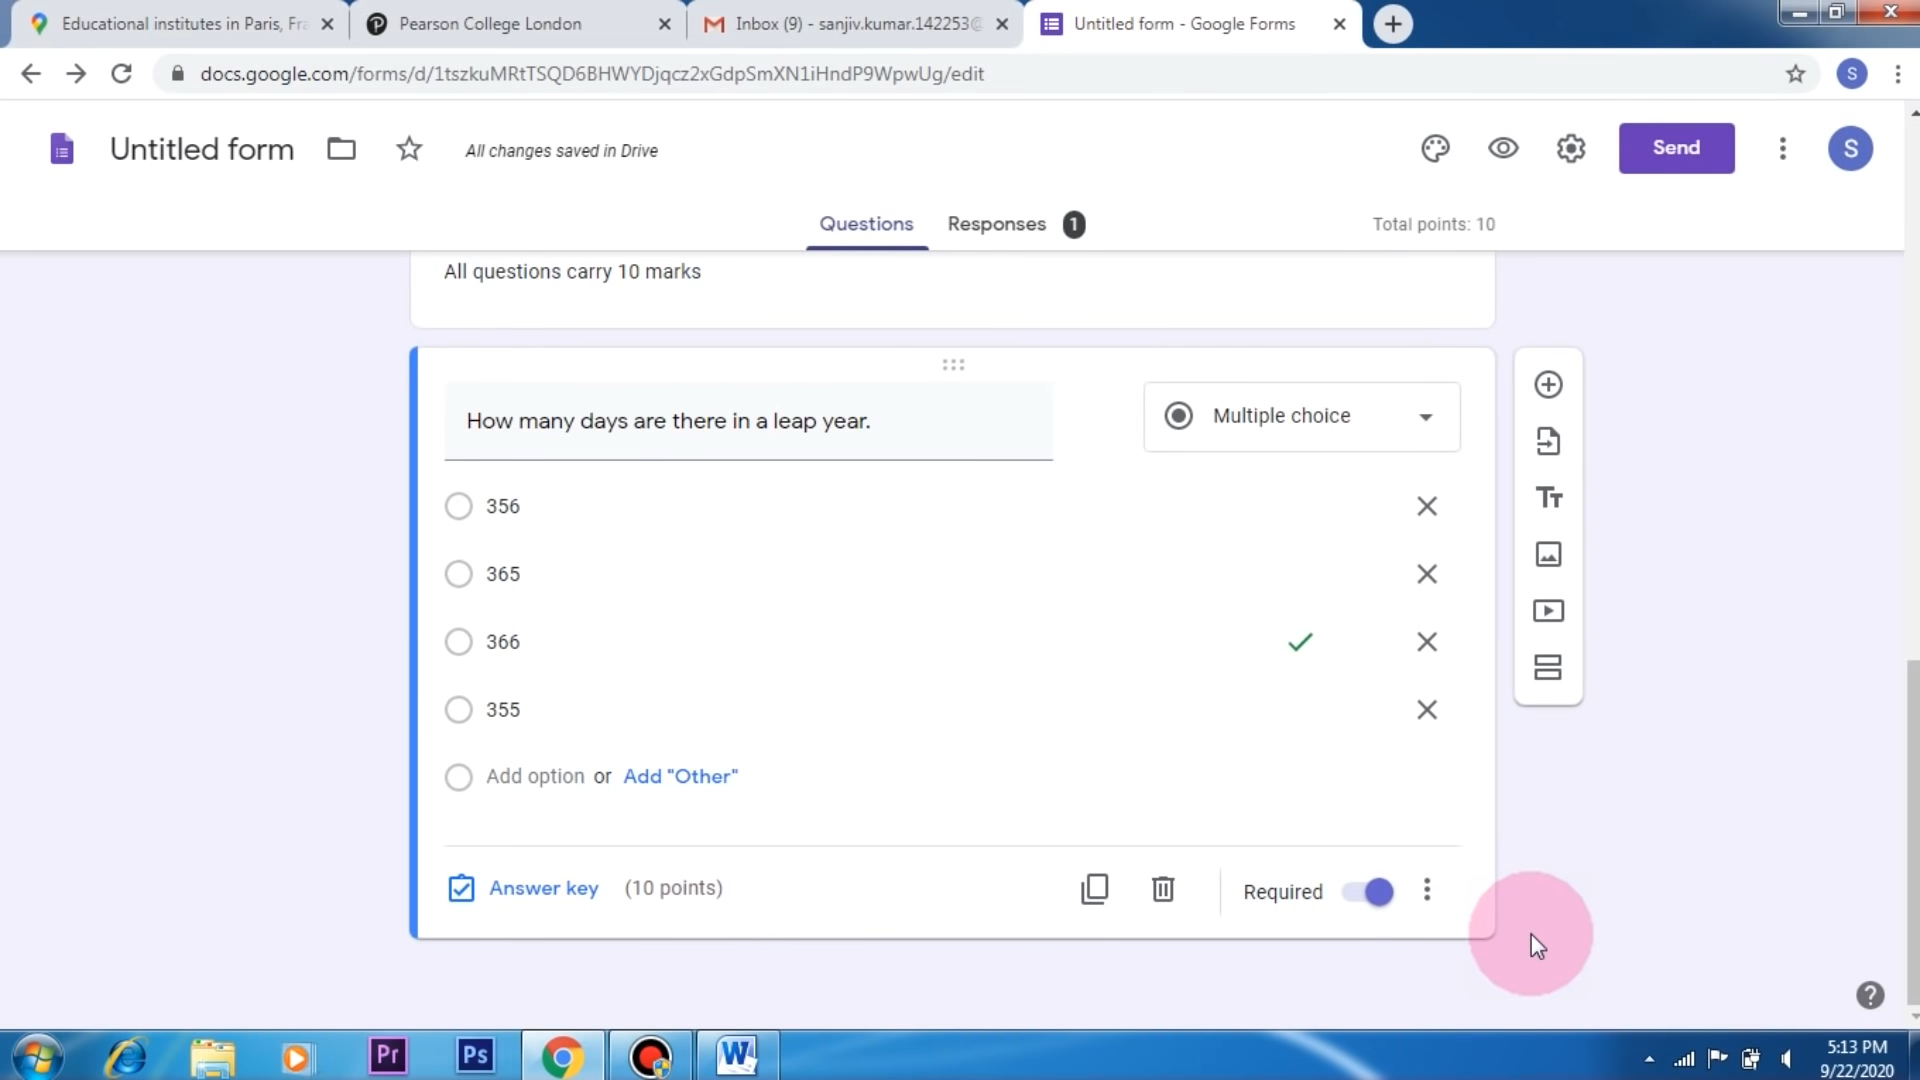 Educational institutes in Paris, Fra
Pearson College London
Inbox (9) - sanjiv.kumar.142253@
Untitled form - Google Forms
docs.google.com/forms/d/1tszkuMRtTSQD6BHWYDjqcz2xGdpSmXN1iHndP9WpwUg/edit
S
Untitled form
All changes saved in Drive
Send
S
Questions
Responses 1
Total points: 10
All questions carry 10 marks
How many days are there in a leap year.
Multiple choice
356
365
366
355
Add option or Add "Other"
Answer key (10 points)
Required
Pr
Ps
W
5:13 PM
9/22/2020